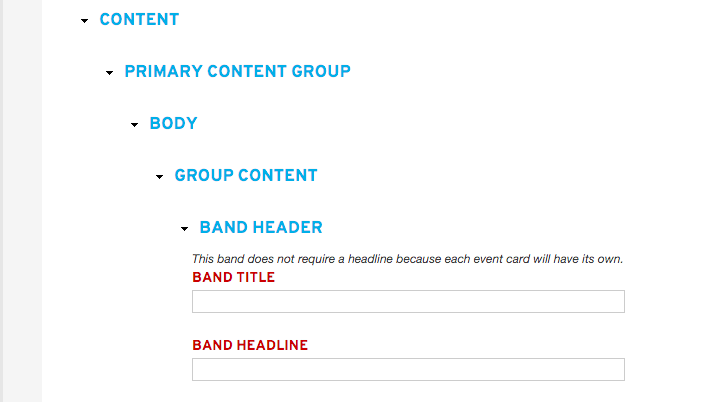 CONTENT
PRIMARY CONTENT GROUP
BODY
GROUP CONTENT
BAND HEADER
This band does not require a headline because each event card will have its own.
BAND TITLE
BAND HEADLINE